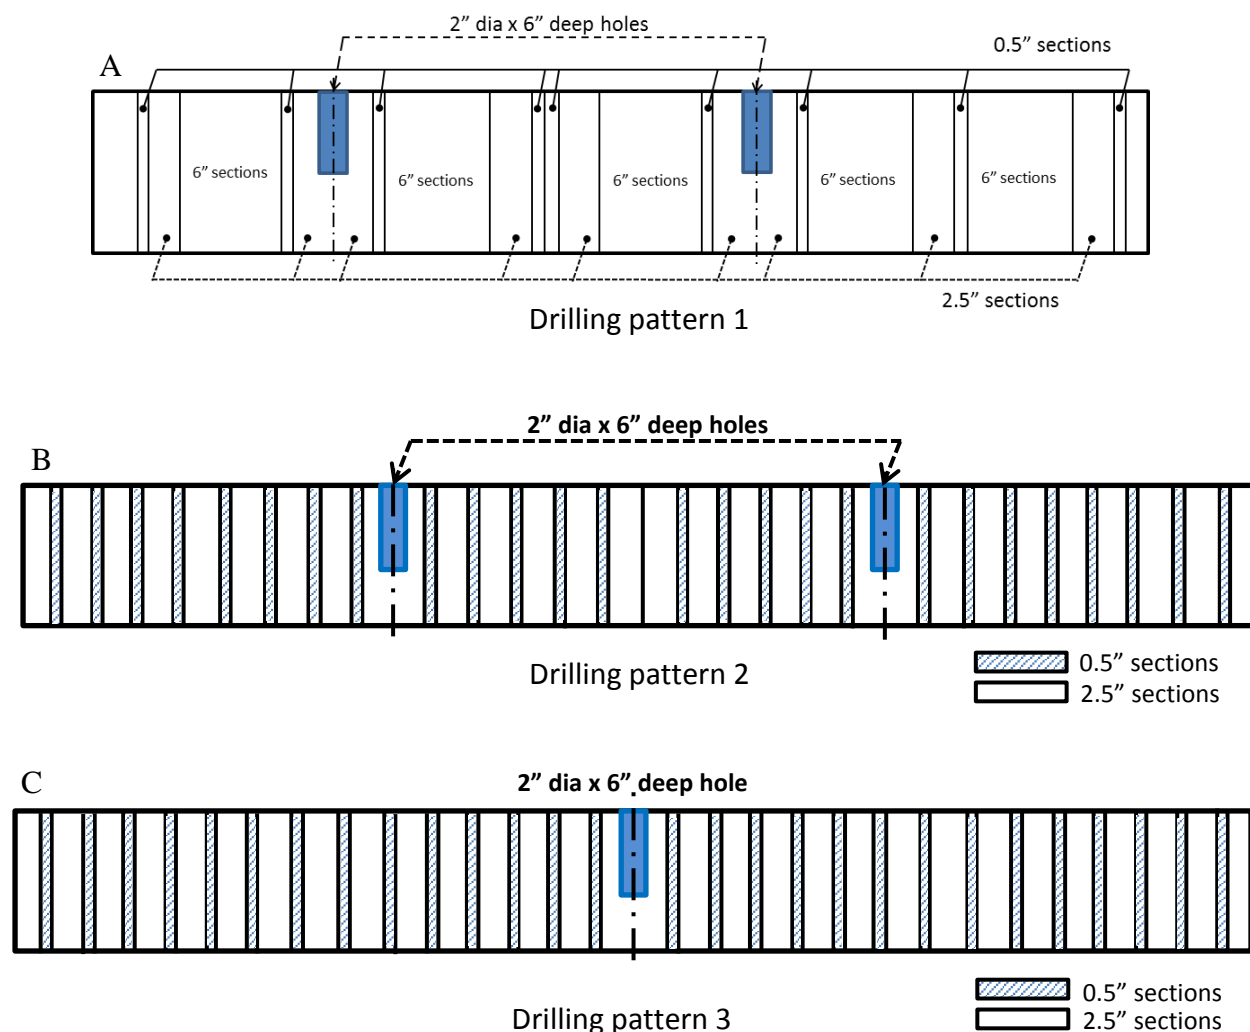 2” dia x 6” deep holes
0.5” sections
A
6” sections
6” sections
6” sections
6” sections
6” sections
2.5” sections
Drilling pattern 1
2” dia x 6” deep holes
B
Drilling pattern 2
0.5” sections
2.5” sections
C
2” dia x 6” deep hole
0.5” sections
2.5” sections
Drilling pattern 3